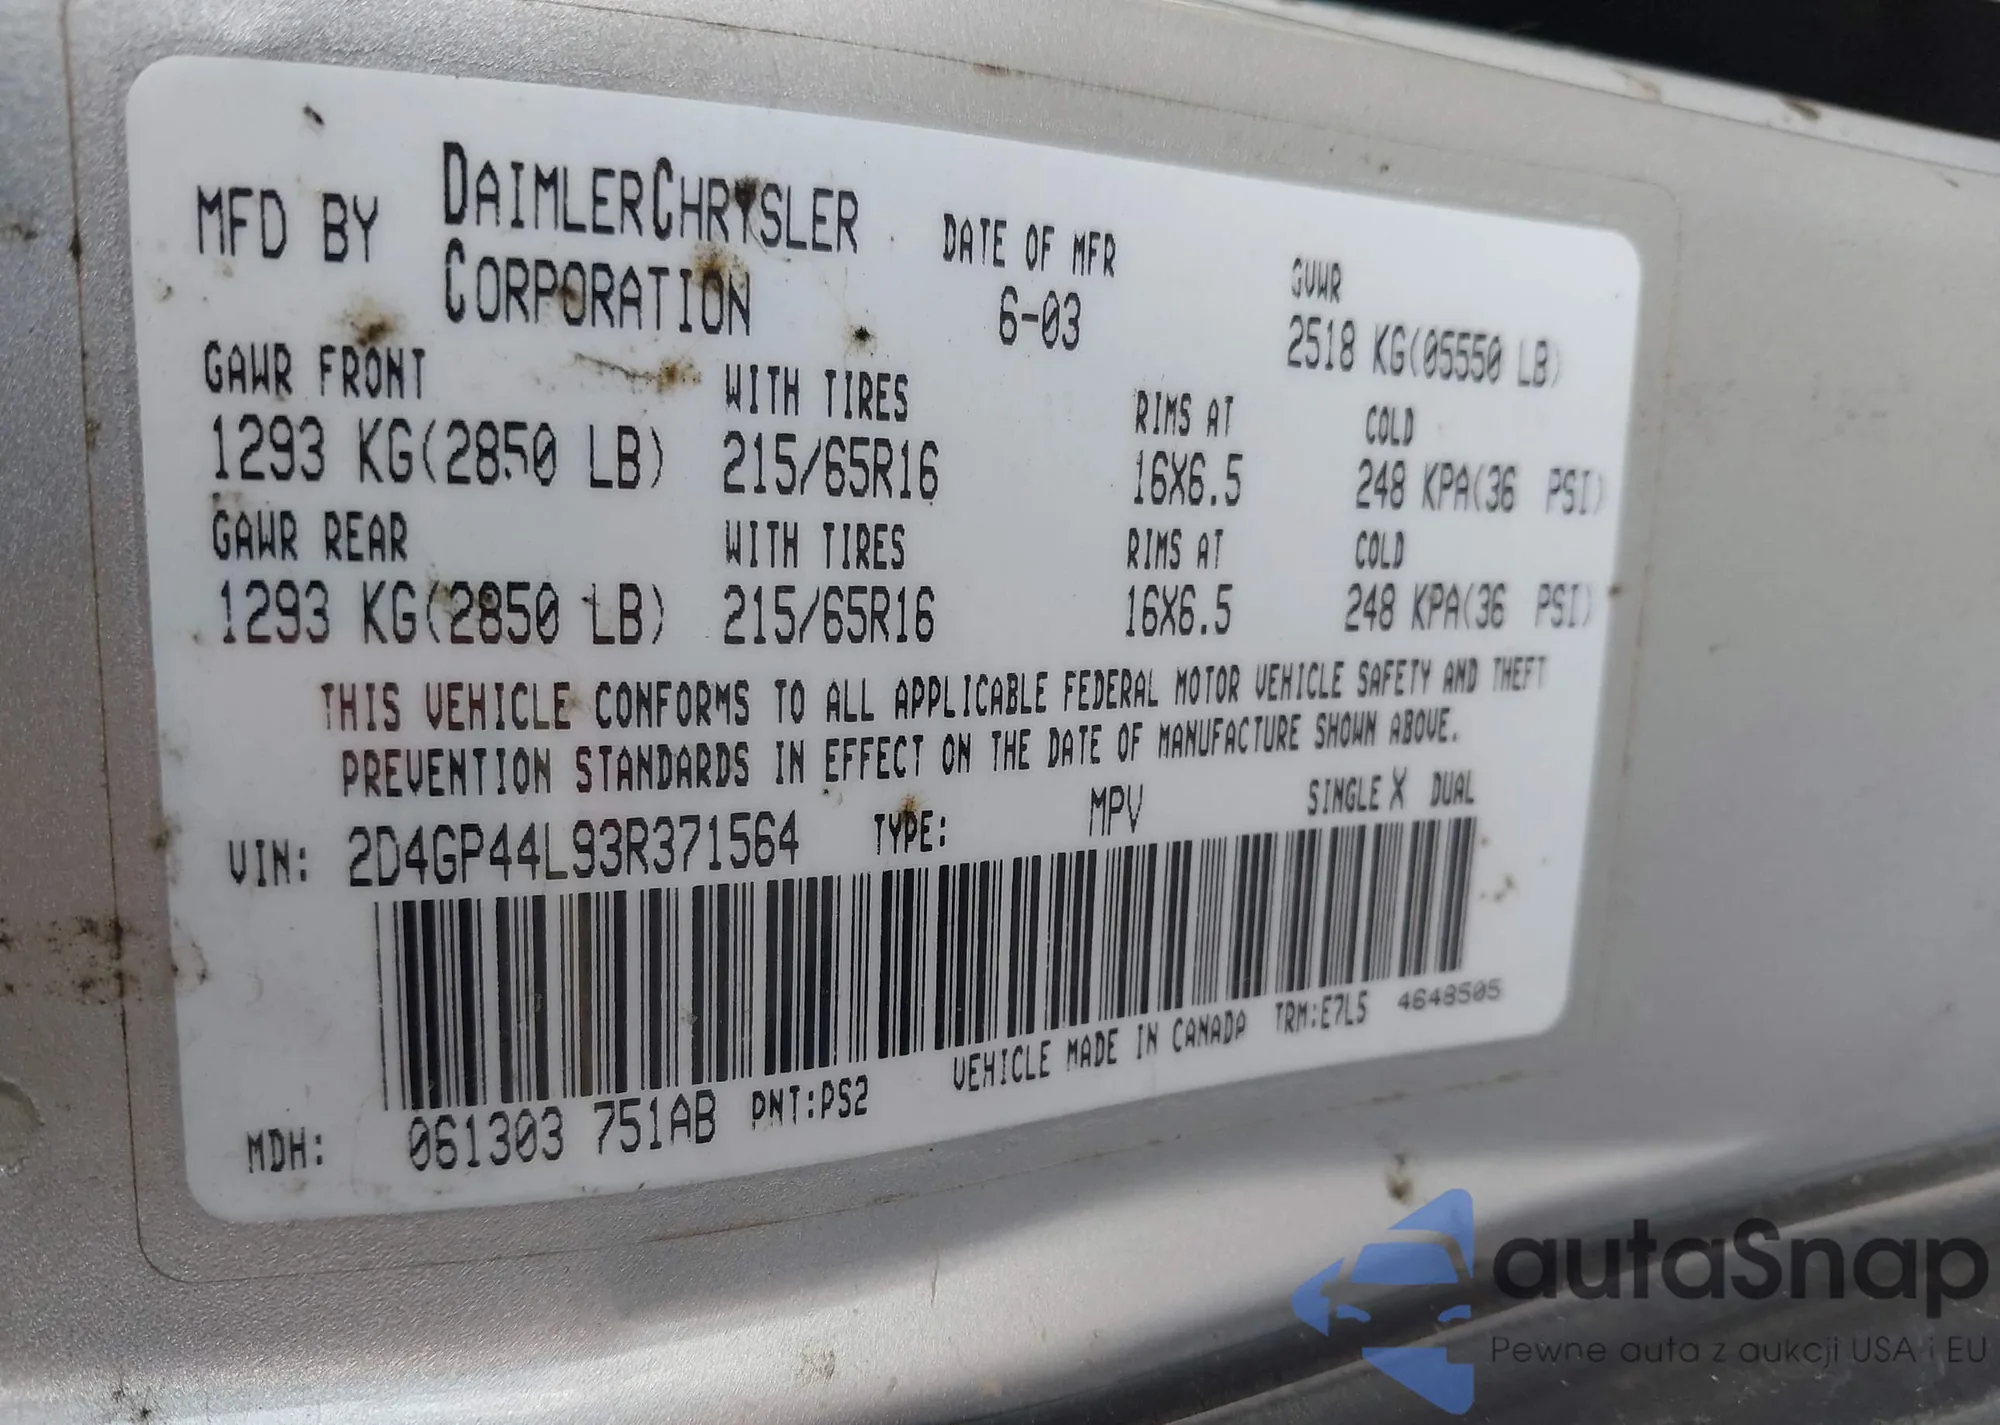 MFD BY DAIMLERCHRYSLER CORPORATION DATE OF MFR 6-03 GVWR 2518 KG(05550 LB)
GAWR FRONT WITH TIRES RIMS AT COLD
1293 KG(2850 LB) 215/65R16 16X6.5 248 KPA(36 PSI)
GAWR REAR WITH TIRES RIMS AT COLD
1293 KG(2850 LB) 215/65R16 16X6.5 248 KPA(36 PSI)
THIS VEHICLE CONFORMS TO ALL APPLICABLE FEDERAL MOTOR VEHICLE SAFETY AND THEFT
PREVENTION STANDARDS IN EFFECT ON THE DATE OF MANUFACTURE SHOWN ABOVE.
VIN: 2D4GP44L93R371564 TYPE: MPV SINGLE X DUAL
MDH: 061303 751AB PNT:PS2 VEHICLE MADE IN CANADA TRM:E7L5 4648505
autaSnap
Pewne auta z aukcji USA i EU